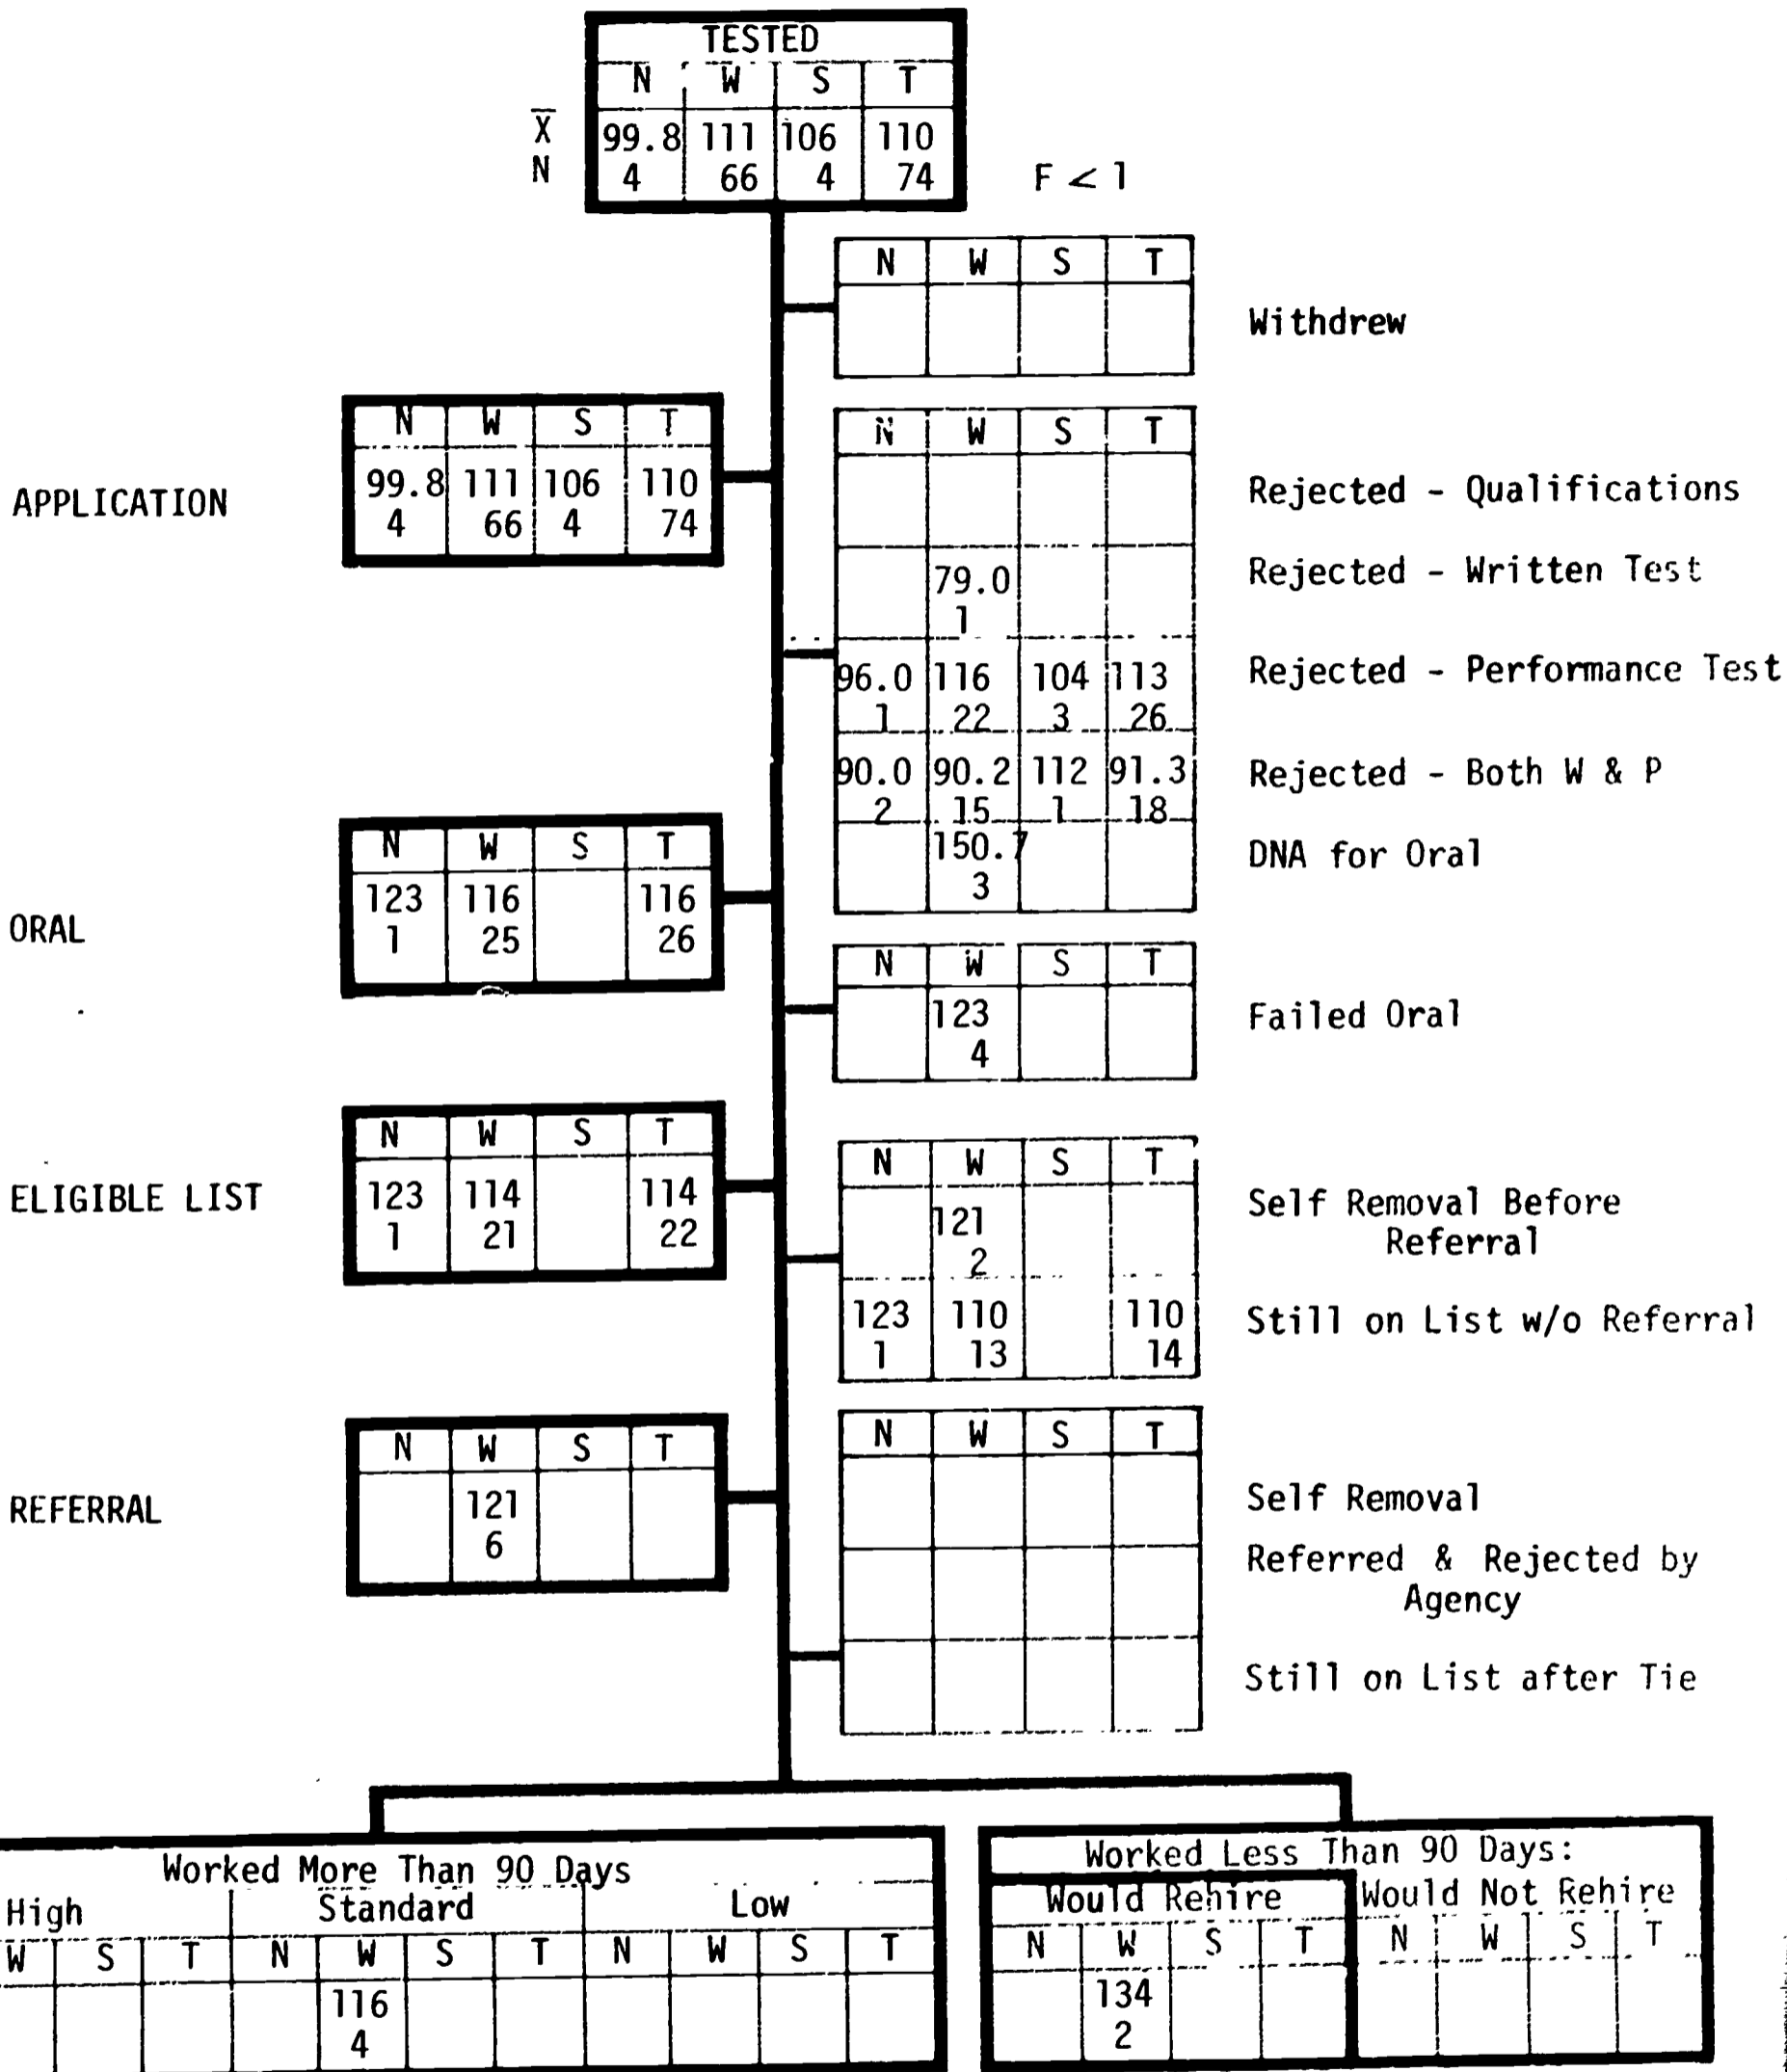 TESTED
N W S T
X̅ 99.8 111 106 110
N 4 66 4 74 F < 1
N W S T
Withdrew
APPLICATION
N W S T
99.8 111 106 110
4 66 4 74
N W S T
Rejected - Qualifications
79.0 Rejected - Written Test
1
96.0 116 104 113 Rejected - Performance Test
1 22 3 26
90.0 90.2 112 91.3 Rejected - Both W & P
2 15 1 18
150.7 DNA for Oral
3
ORAL
N W S T
123 116 116
1 25 26
N W S T
123 Failed Oral
4
ELIGIBLE LIST
N W S T
123 114 114
1 21 22
N W S T
121 Self Removal Before
2 Referral
123 110 110 Still on List w/o Referral
1 13 14
REFERRAL
N W S T
121
6
N W S T
Self Removal
Referred & Rejected by
Agency
Still on List after Tie
Worked More Than 90 Days
High Standard Low
W S T N W S T N W S T
116
4
Worked Less Than 90 Days:
Would Rehire Would Not Rehire
N W S T N W S T
134
2